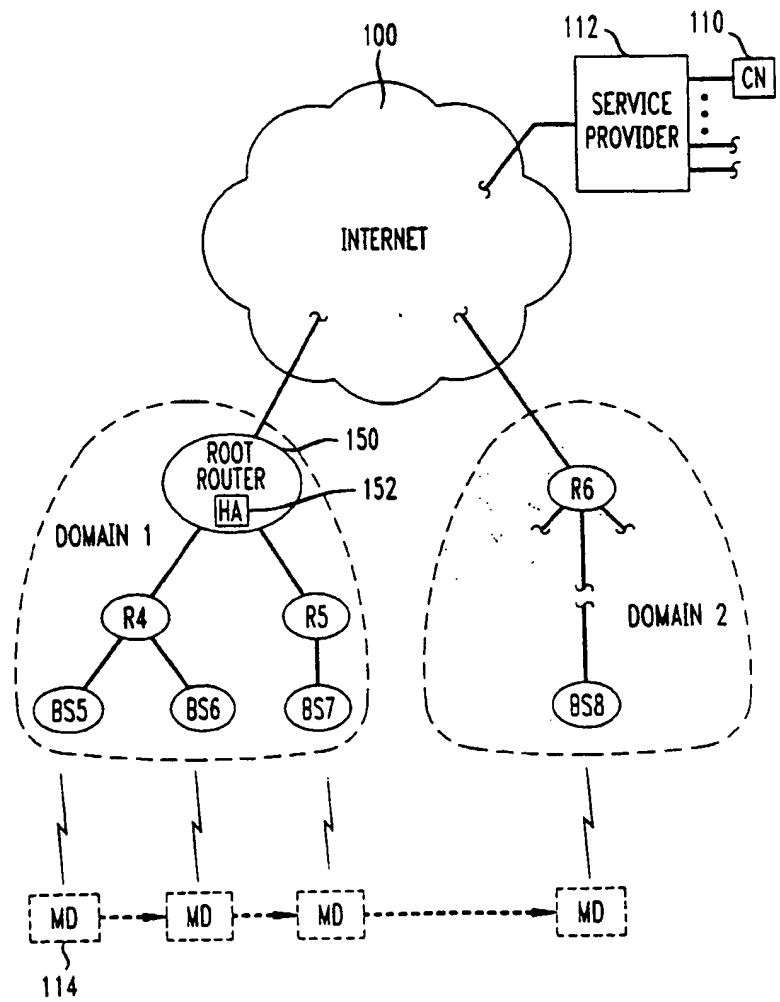 100
112
110
CN
SERVICE
PROVIDER
INTERNET
150
ROOT
ROUTER
152
HA
DOMAIN 1
R6
R4
R5
DOMAIN 2
BS5
BS6
BS7
BS8
MD
MD
MD
MD
114